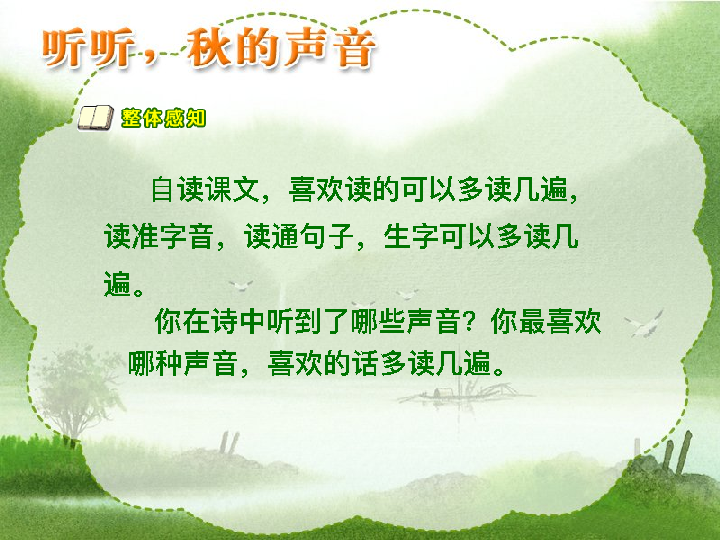 听听，秋的声音
整体感知
自读课文，喜欢读的可以多读几遍，
读准字音，读通句子，生字可以多读几
遍。
你在诗中听到了哪些声音？你最喜欢
哪种声音，喜欢的话多读几遍。